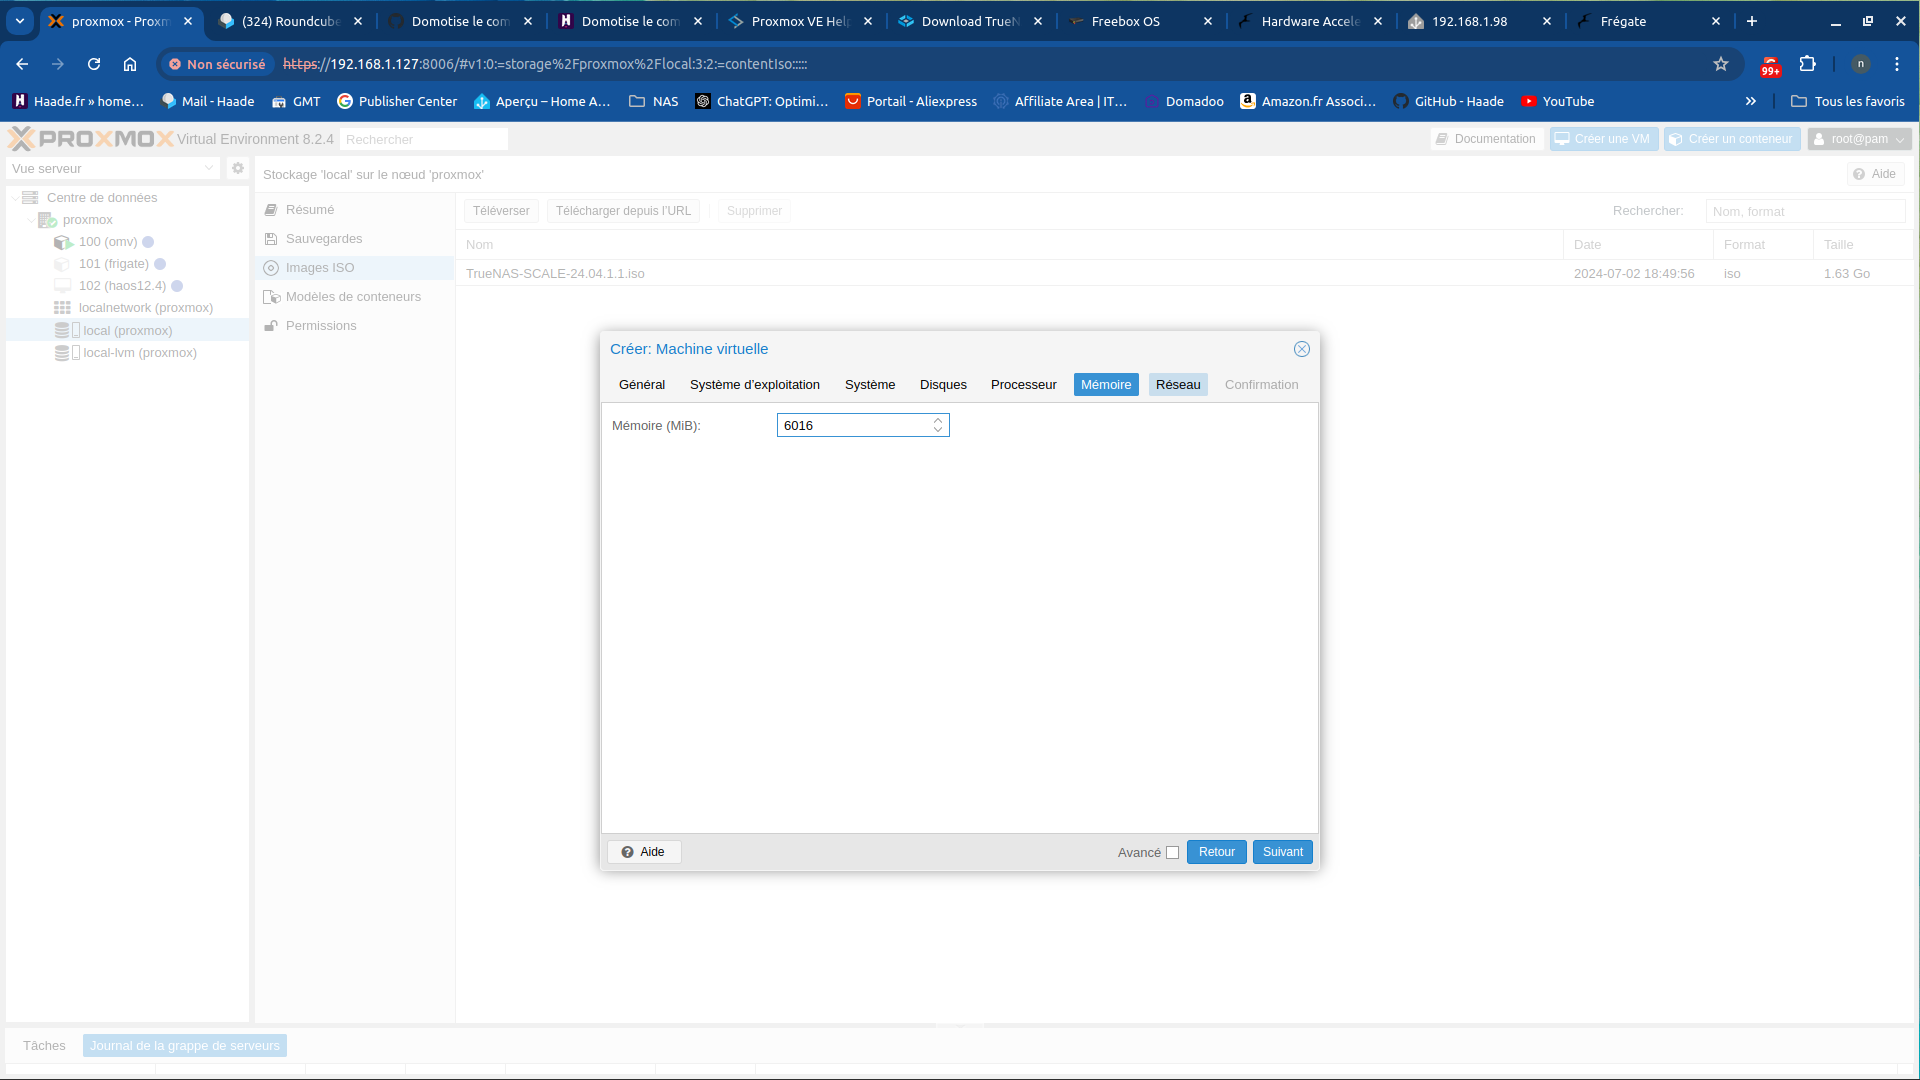 proxmox - Proxm
(324) Roundcube
Domotise le com
Domotise le com
Proxmox VE Help
Download TrueN
Freebox OS
Hardware Accele
192.168.1.98
Frégate
Non sécurisé
https://192.168.1.127:8006/#v1:0:=storage%2Fproxmox%2Flocal:3:2:=contentIso:::::
99+
n
Haade.fr » home…
Mail - Haade
GMT
Publisher Center
Aperçu – Home A…
NAS
ChatGPT: Optimi…
Portail - Aliexpress
Affiliate Area | IT…
Domadoo
Amazon.fr Associ…
GitHub - Haade
YouTube
Tous les favoris
PROXMOX Virtual Environment 8.2.4
Rechercher
Documentation
Créer une VM
Créer un conteneur
root@pam
Vue serveur
Stockage 'local' sur le nœud 'proxmox'
Aide
Centre de données
proxmox
100 (omv)
101 (frigate)
102 (haos12.4)
localnetwork (proxmox)
local (proxmox)
local-lvm (proxmox)
Résumé
Sauvegardes
Images ISO
Modèles de conteneurs
Permissions
Téléverser
Télécharger depuis l'URL
Supprimer
Rechercher:
Nom, format
Nom
Date
Format
Taille
TrueNAS-SCALE-24.04.1.1.iso
2024-07-02 18:49:56
iso
1.63 Go
Créer: Machine virtuelle
Général
Système d'exploitation
Système
Disques
Processeur
Mémoire
Réseau
Confirmation
Mémoire (MiB):
6016
Aide
Avancé
Retour
Suivant
Tâches
Journal de la grappe de serveurs